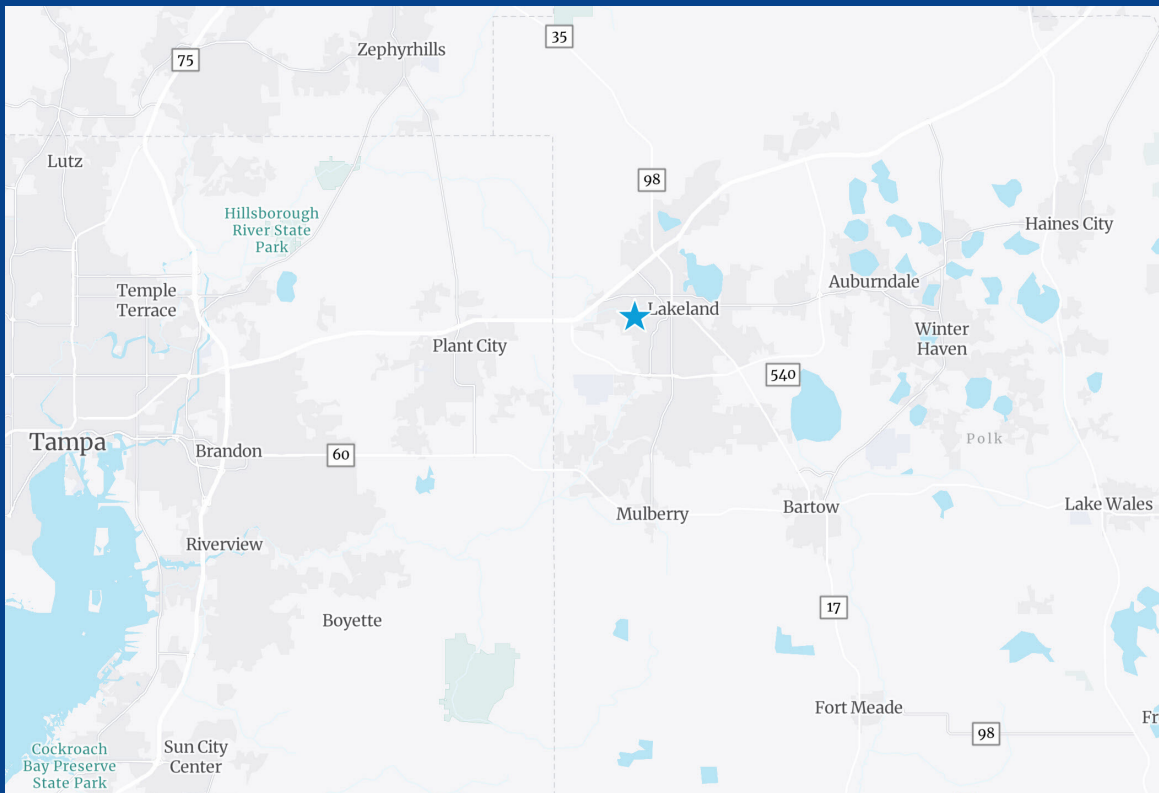 35
Zephyrhills
75
Lutz
98
Hillsborough
River State
Park
Haines City
Temple
Terrace
Auburndale
Lakeland
Winter
Haven
Plant City
540
Tampa
Polk
Brandon
60
Lake Wales
Bartow
Mulberry
Riverview
17
Boyette
Fort Meade
Fr
98
Sun City
Center
Cockroach
Bay Preserve
State Park